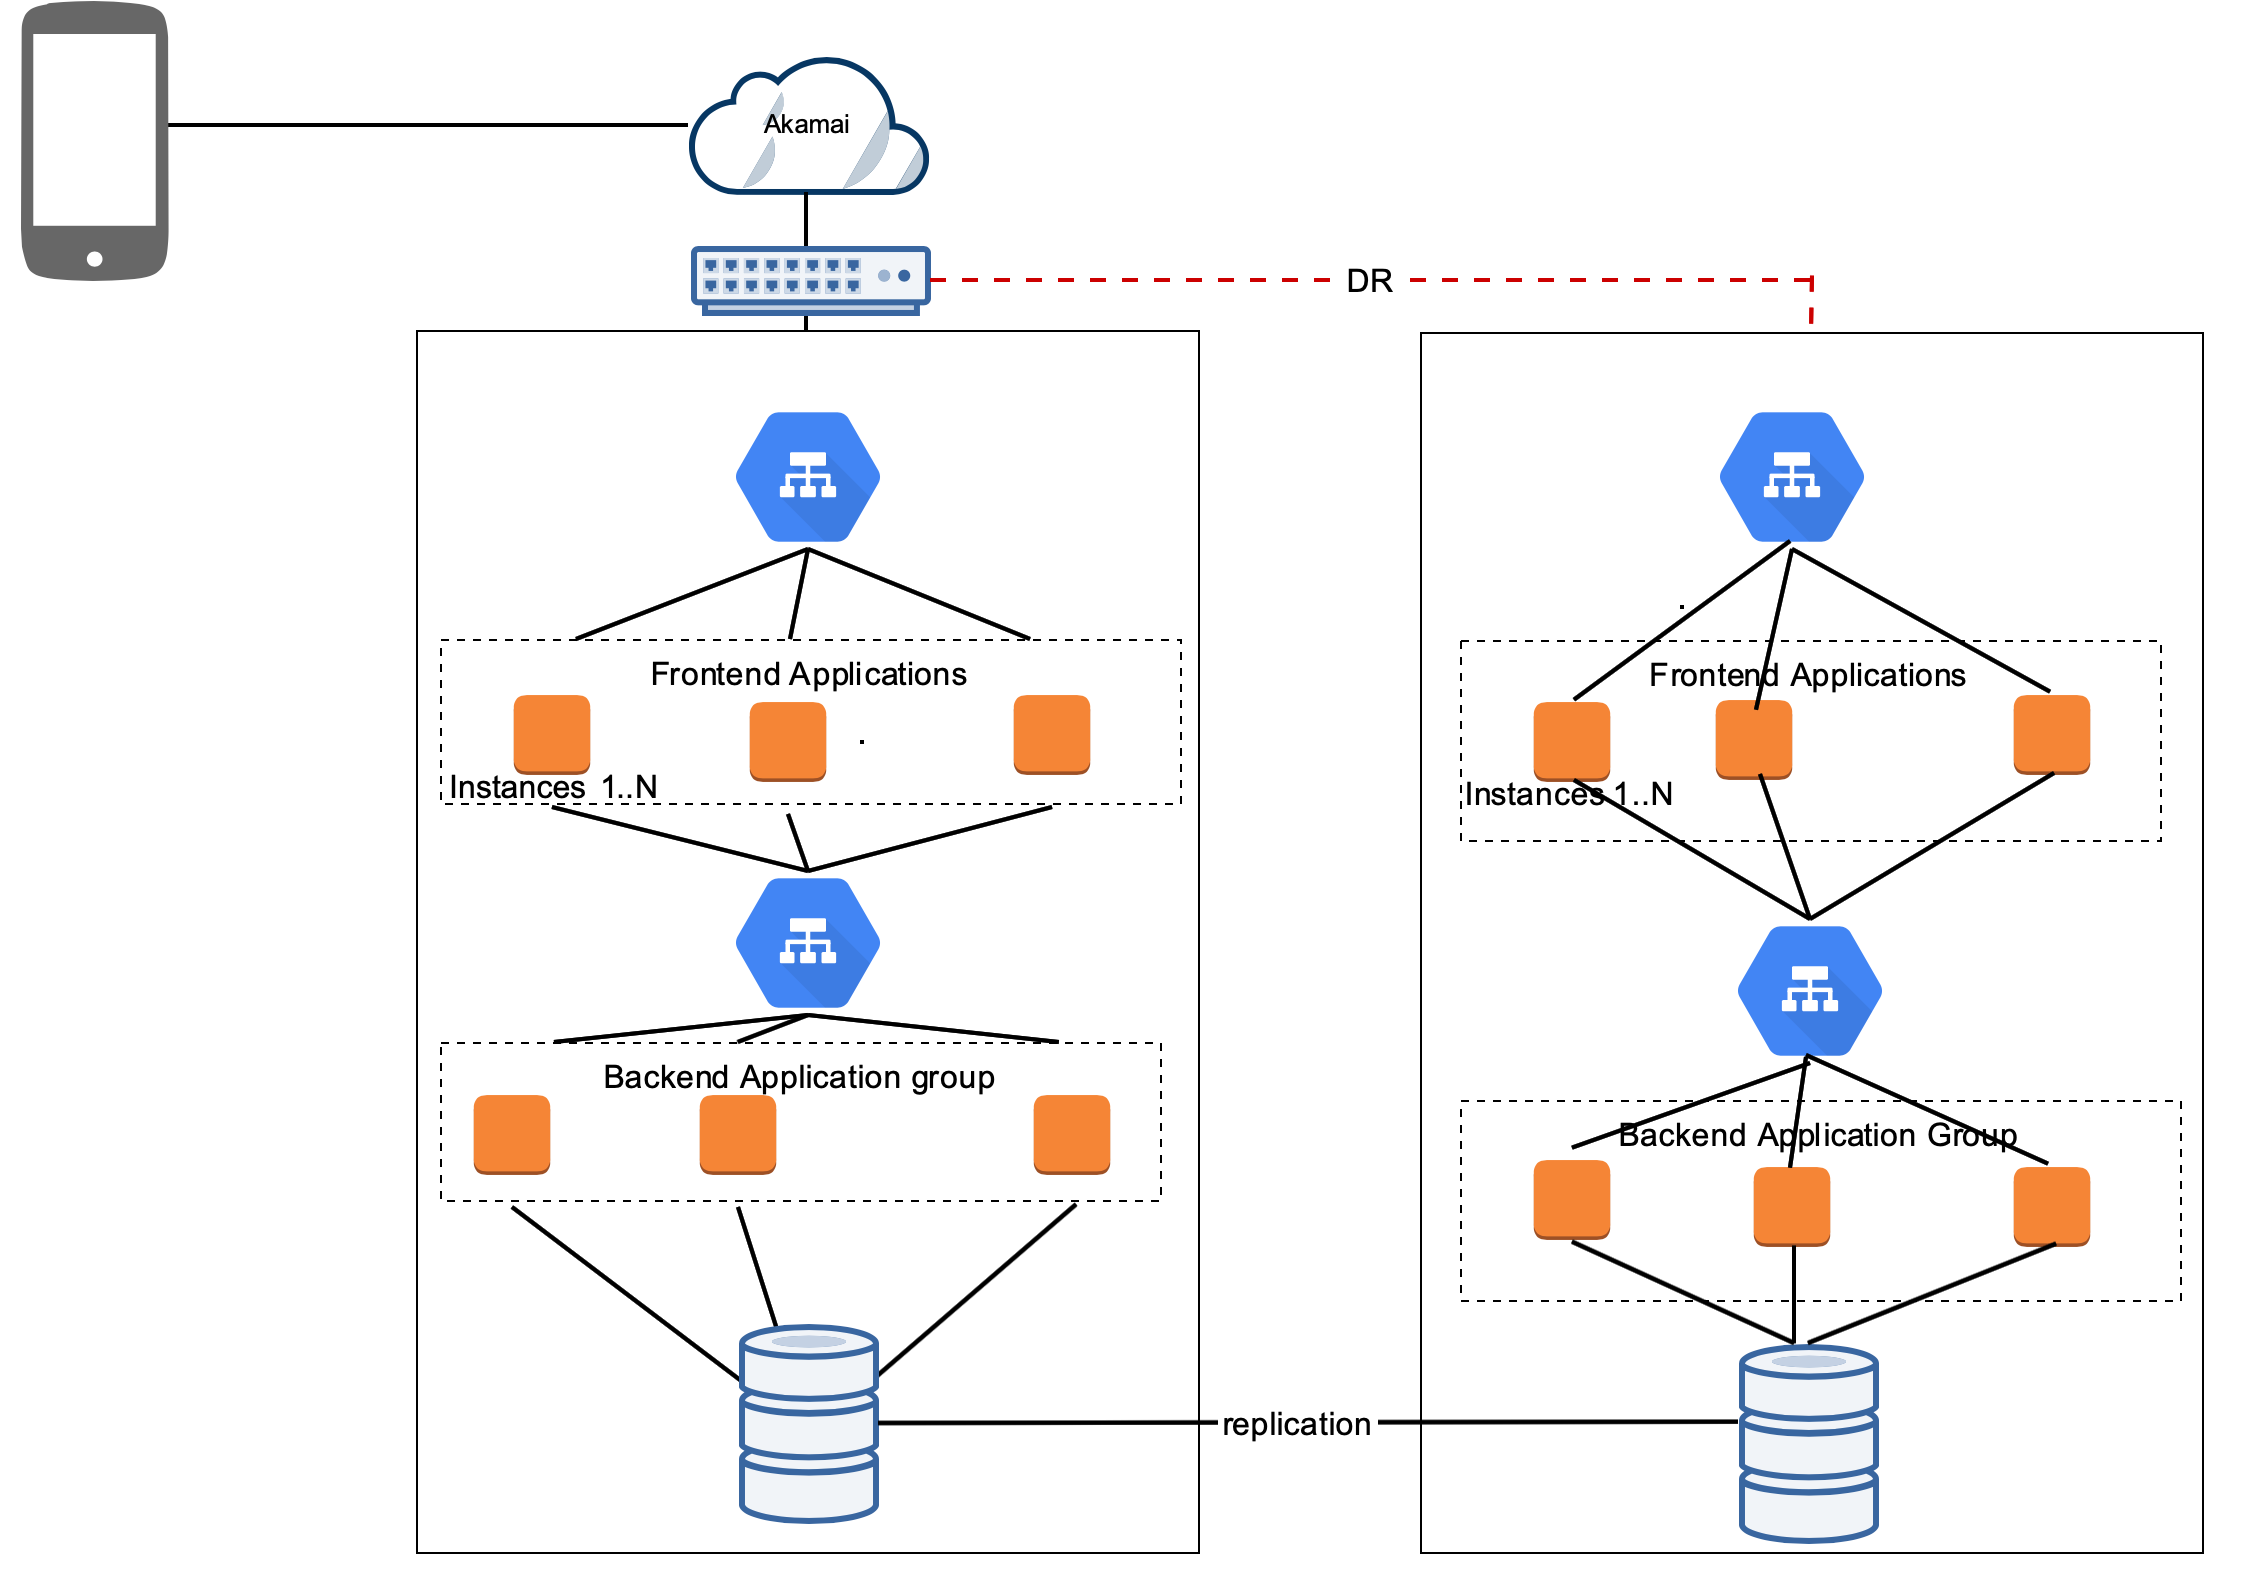 Akamai
DR
Frontend Applications
Instances 1..N
Frontend Applications
Instances 1..N
Backend Application group
Backend Application Group
replication